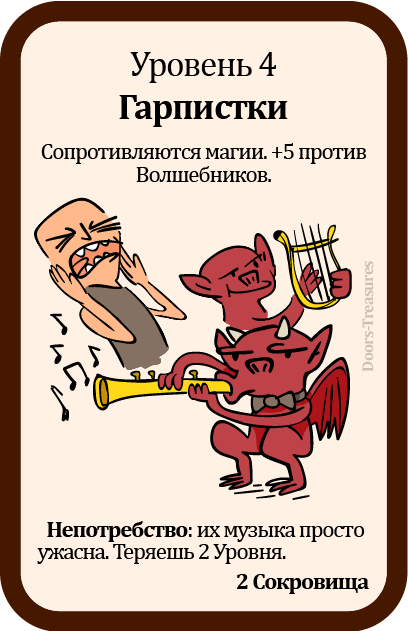 Уровень 4
Гарпистки
Сопротивляются магии. +5 против
Волшебников.
Doors-Treasures
Непотребство: их музыка просто
ужасна. Теряешь 2 Уровня.
2 Сокровища